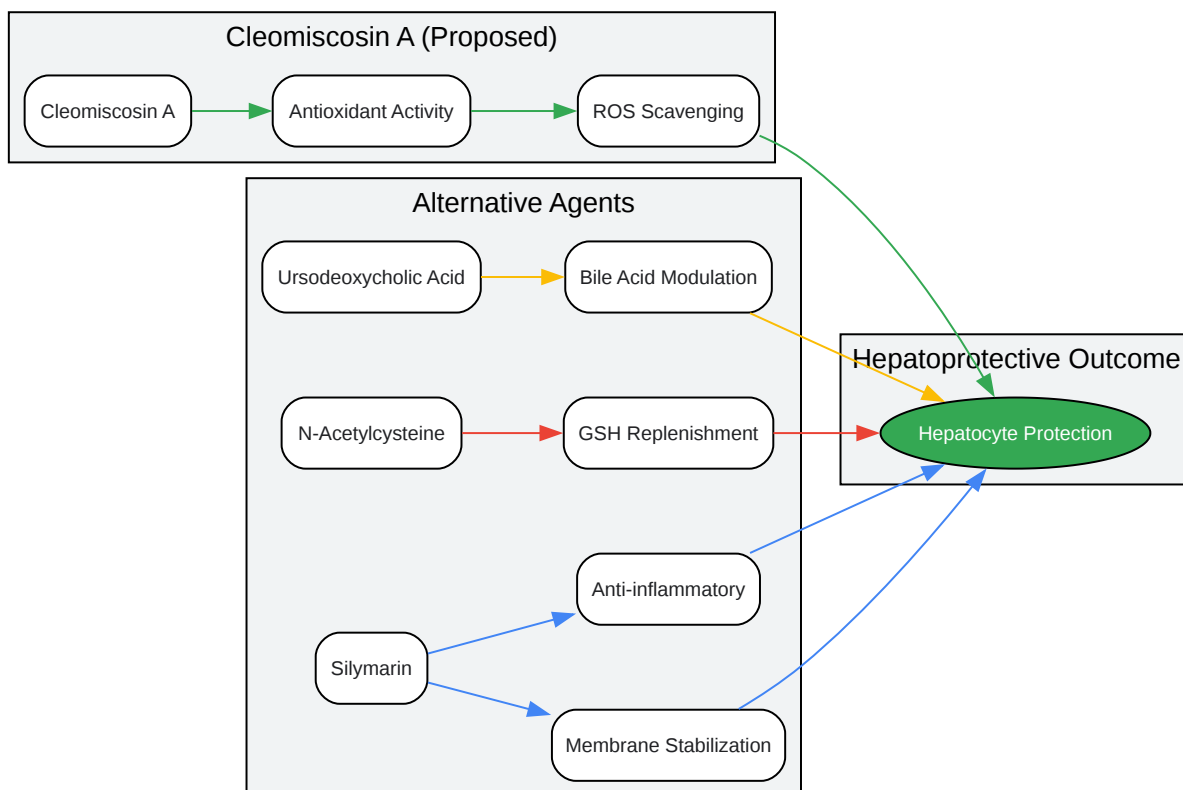 Cleomiscosin A (Proposed)
Cleomiscosin A
Antioxidant Activity
ROS Scavenging
Alternative Agents
Ursodeoxycholic Acid
Bile Acid Modulation
Hepatoprotective Outcome
N-Acetylcysteine
GSH Replenishment
Hepatocyte Protection
Anti-inflammatory
Silymarin
Membrane Stabilization